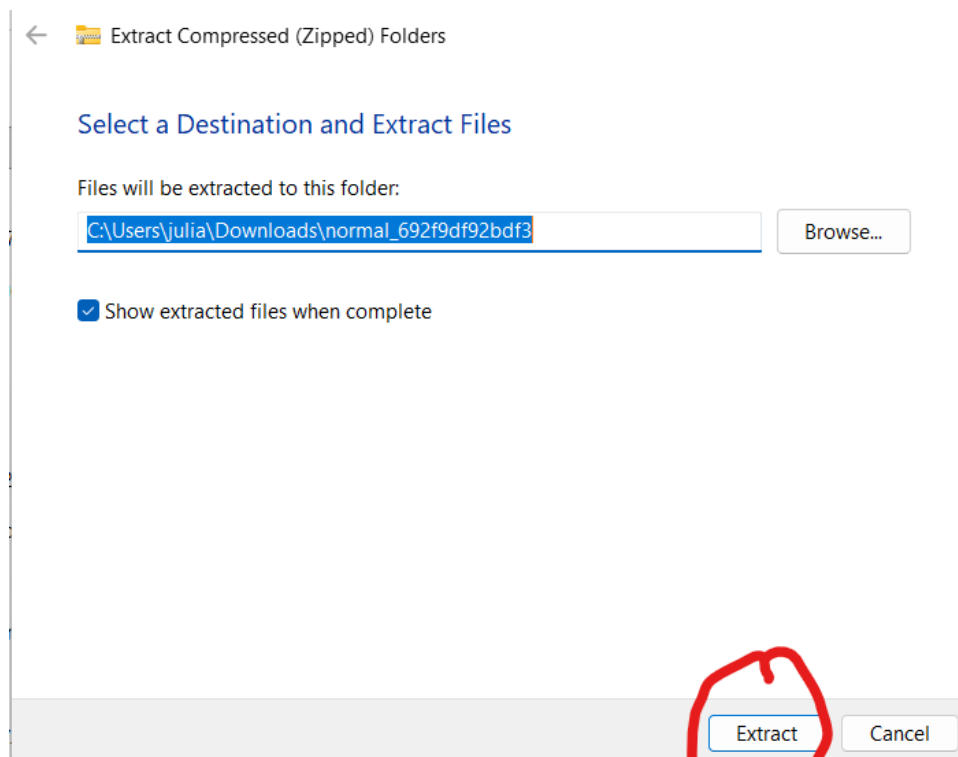 Extract Compressed (Zipped) Folders
Select a Destination and Extract Files
Files will be extracted to this folder:
C:\Users\julia\Downloads\normal_692f9df92bdf3
Browse...
Show extracted files when complete
Extract
Cancel